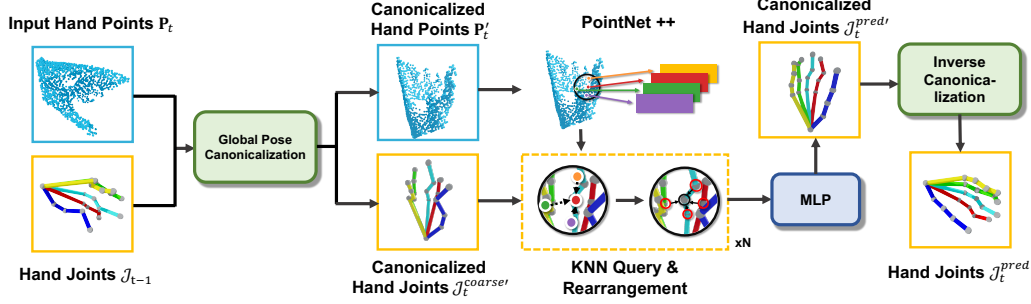 Input Hand Points P_t
Hand Joints 𝒥_{t−1}
Global Pose
Canonicalization
Canonicalized
Hand Points P′_t
Canonicalized
Hand Joints 𝒥_t^{coarse′}
PointNet ++
KNN Query &
Rearrangement
xN
MLP
Canonicalized
Hand Joints 𝒥_t^{pred′}
Inverse
Canonica-
lization
Hand Joints 𝒥_t^{pred}